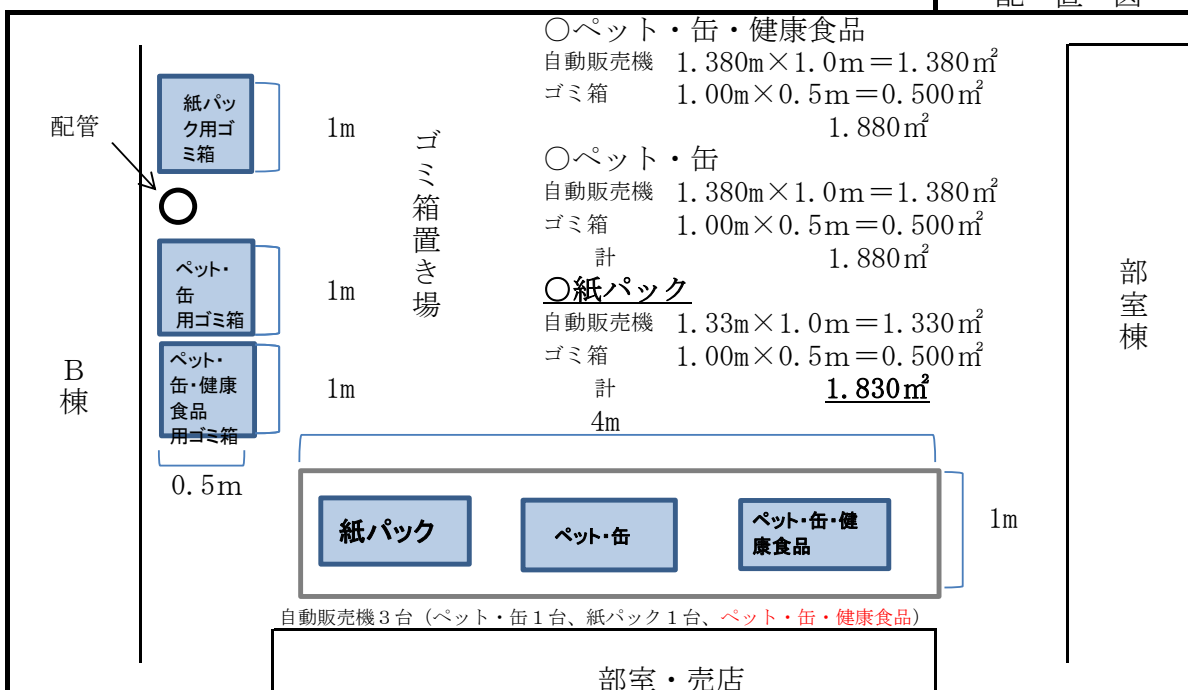 配 置 図
○ペット・缶・健康食品
自動販売機 1.380m×1.0m＝1.380㎡
ゴミ箱 1.00m×0.5m＝0.500㎡
1.880㎡
○ペット・缶
自動販売機 1.380m×1.0m＝1.380㎡
ゴミ箱 1.00m×0.5m＝0.500㎡
計 1.880㎡
○紙パック
自動販売機 1.33m×1.0m＝1.330㎡
ゴミ箱 1.00m×0.5m＝0.500㎡
計 1.830㎡
配管
紙パッ
ク用ゴ
ミ箱
1m
ゴミ箱置き場
ペット・
缶
用ゴミ箱
1m
ペット・
缶・健康
食品
用ゴミ箱
1m
0.5m
B棟
部室棟
4m
紙パック
ペット・缶
ペット・缶・健
康食品
1m
自動販売機３台（ペット・缶１台、紙パック１台、ペット・缶・健康食品）
部室・売店